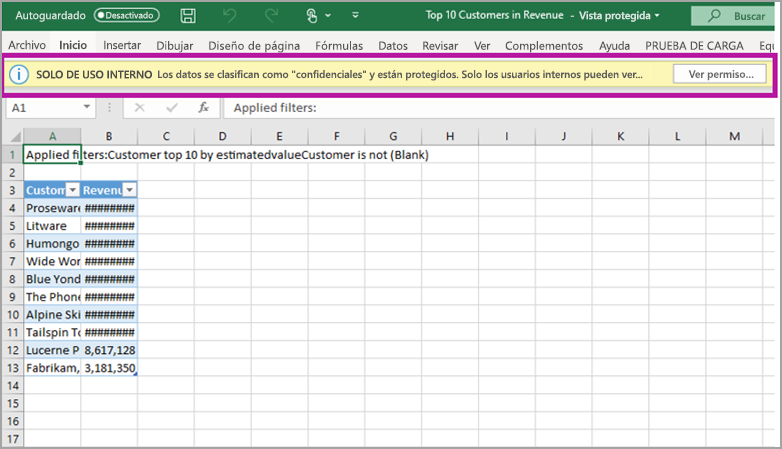 Autoguardado Desactivado Top 10 Customers in Revenue - Vista protegida Buscar
Archivo Inicio Insertar Dibujar Diseño de página Fórmulas Datos Revisar Ver Complementos Ayuda PRUEBA DE CARGA Equ
SOLO DE USO INTERNO Los datos se clasifican como "confidenciales" y están protegidos. Solo los usuarios internos pueden ver... Ver permiso...
A1 fx Applied filters:
A B C D E F G H I J K L M
1 Applied filters:Customer top 10 by estimatedvalueCustomer is not (Blank)
2
3 Custom Revenu
4 Proseware ########
5 Litware ########
6 Humongo ########
7 Wide Wor ########
8 Blue Yond ########
9 The Phone ########
10 Alpine Ski ########
11 Tailspin To ########
12 Lucerne P 8,617,128
13 Fabrikam, 3,181,350
14
15
16
17